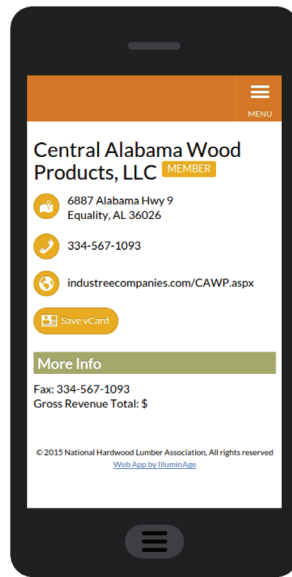 MENU
Central Alabama Wood
Products, LLC MEMBER
6887 Alabama Hwy 9
Equality, AL 36026
334-567-1093
industreecompanies.com/CAWP.aspx
Save vCard
More Info
Fax: 334-567-1093
Gross Revenue Total: $
© 2015 National Hardwood Lumber Association, All rights reserved
Web App by IlluminAge